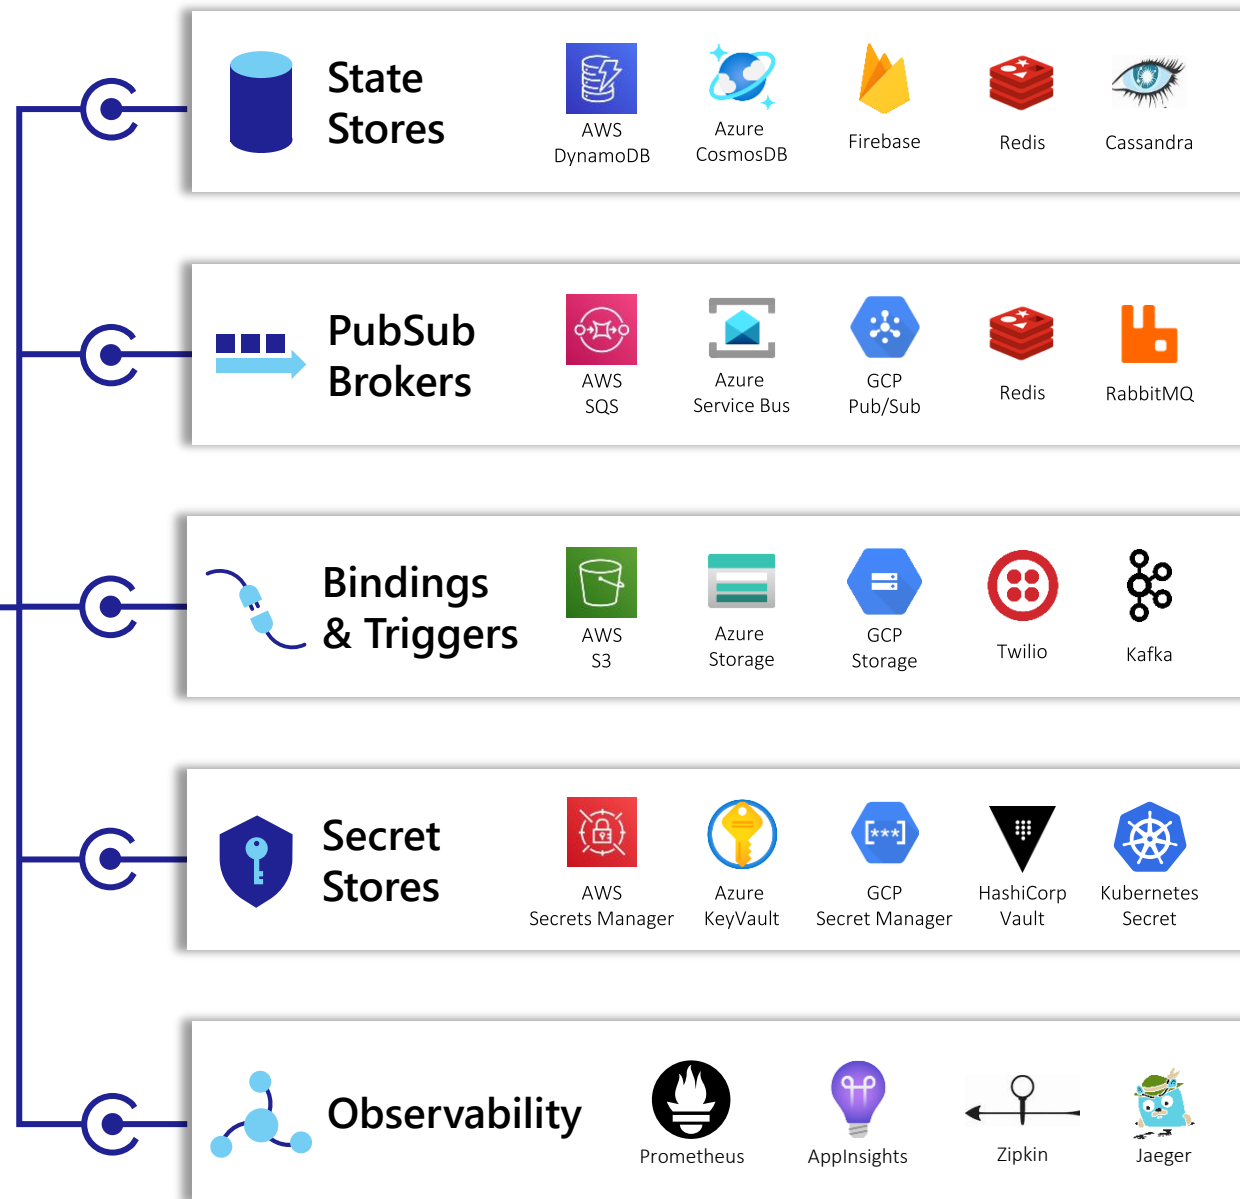 State
Stores
AWS
DynamoDB
Azure
CosmosDB
Firebase
Redis
Cassandra
PubSub
Brokers
AWS
SQS
Azure
Service Bus
GCP
Pub/Sub
Redis
RabbitMQ
Bindings
& Triggers
AWS
S3
Azure
Storage
GCP
Storage
Twilio
Kafka
Secret
Stores
AWS
Secrets Manager
Azure
KeyVault
[***]
GCP
Secret Manager
HashiCorp
Vault
Kubernetes
Secret
Observability
Prometheus
AppInsights
Zipkin
Jaeger